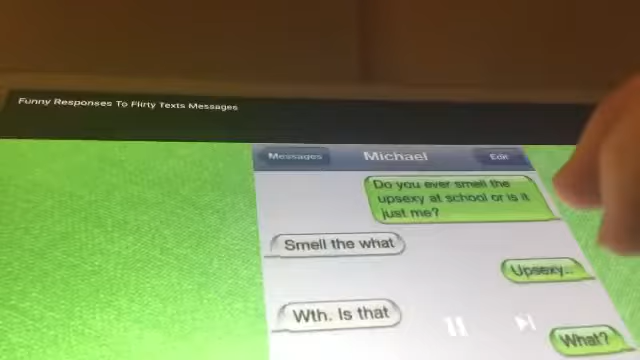 Funny Responses To Flirty Texts Messages
Messages
Michael
Edit
Do you ever smell the
upsexy at school or is it
just me?
Smell the what
Upsexy...
Wth. Is that
What?